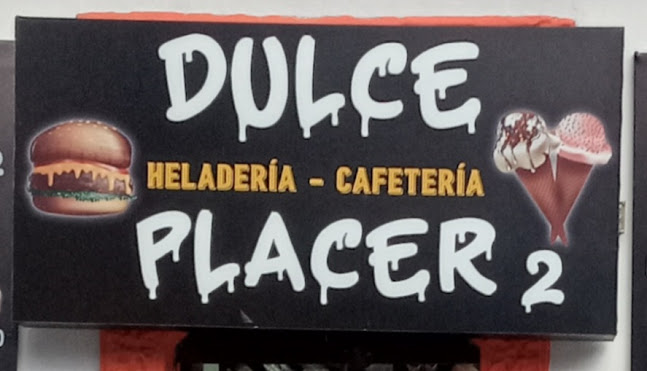 DULCE
HELADERÍA - CAFETERÍA
PLACER 2